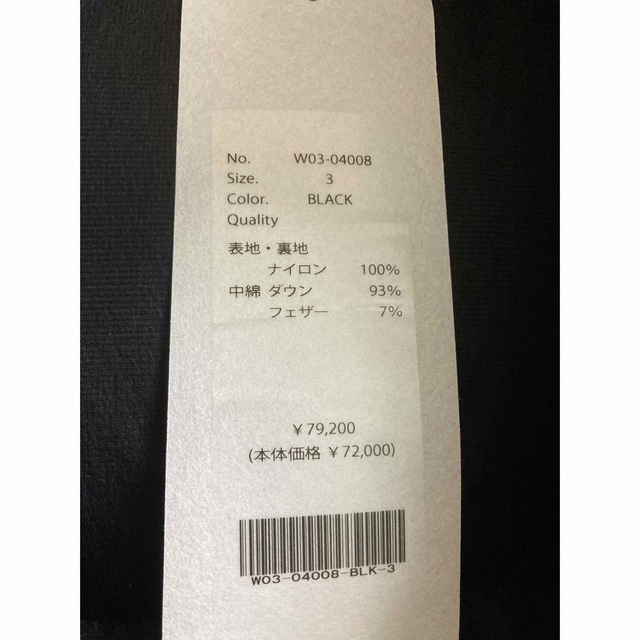 No. W03-04008
Size. 3
Color. BLACK
Quality
表地・裏地
ナイロン 100%
中綿 ダウン 93%
フェザー 7%
¥79,200
(本体価格 ¥72,000)
W03-04008-BLK-3